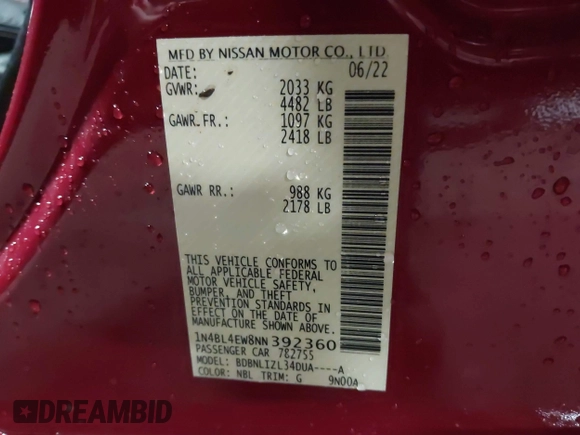 MFD BY NISSAN MOTOR CO., LTD.
DATE: 06/22
GVWR: 2033 KG
4482 LB
GAWR FR.: 1097 KG
2418 LB
GAWR RR.: 988 KG
2178 LB
THIS VEHICLE CONFORMS TO
ALL APPLICABLE FEDERAL
MOTOR VEHICLE SAFETY,
BUMPER, AND THEFT
PREVENTION STANDARDS IN
EFFECT ON THE DATE OF
MANUFACTURE SHOWN ABOVE.
1N4BL4EW8NN392360
PASSENGER CAR 782755
MODEL: BDBNLIZL34DUA----A
COLOR: NBL TRIM: G 9N00A
DREAMBID